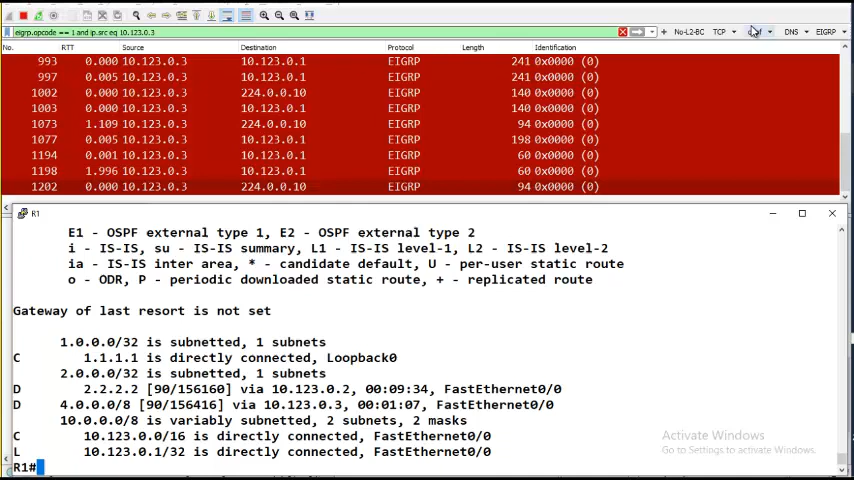 eigrp.opcode == 1 and ip.src eq 10.123.0.3 No-L2-BC TCP DNS EIGRP
No. RTT Source Destination Protocol Length Identification
993 0.000 10.123.0.3 10.123.0.1 EIGRP 241 0x0000 (0)
997 0.005 10.123.0.3 10.123.0.1 EIGRP 241 0x0000 (0)
1002 0.000 10.123.0.3 224.0.0.10 EIGRP 140 0x0000 (0)
1003 0.000 10.123.0.3 10.123.0.1 EIGRP 140 0x0000 (0)
1073 1.109 10.123.0.3 224.0.0.10 EIGRP 94 0x0000 (0)
1077 0.005 10.123.0.3 10.123.0.1 EIGRP 198 0x0000 (0)
1194 0.001 10.123.0.3 10.123.0.1 EIGRP 60 0x0000 (0)
1198 1.996 10.123.0.3 10.123.0.1 EIGRP 60 0x0000 (0)
1202 0.000 10.123.0.3 224.0.0.10 EIGRP 94 0x0000 (0)
R1
E1 - OSPF external type 1, E2 - OSPF external type 2
i - IS-IS, su - IS-IS summary, L1 - IS-IS level-1, L2 - IS-IS level-2
ia - IS-IS inter area, * - candidate default, U - per-user static route
o - ODR, P - periodic downloaded static route, + - replicated route
Gateway of last resort is not set
1.0.0.0/32 is subnetted, 1 subnets
C 1.1.1.1 is directly connected, Loopback0
2.0.0.0/32 is subnetted, 1 subnets
D 2.2.2.2 [90/156160] via 10.123.0.2, 00:09:34, FastEthernet0/0
D 4.0.0.0/8 [90/156416] via 10.123.0.3, 00:01:07, FastEthernet0/0
10.0.0.0/8 is variably subnetted, 2 subnets, 2 masks
C 10.123.0.0/16 is directly connected, FastEthernet0/0
L 10.123.0.1/32 is directly connected, FastEthernet0/0
R1#
Activate Windows
Go to Settings to activate Windows.